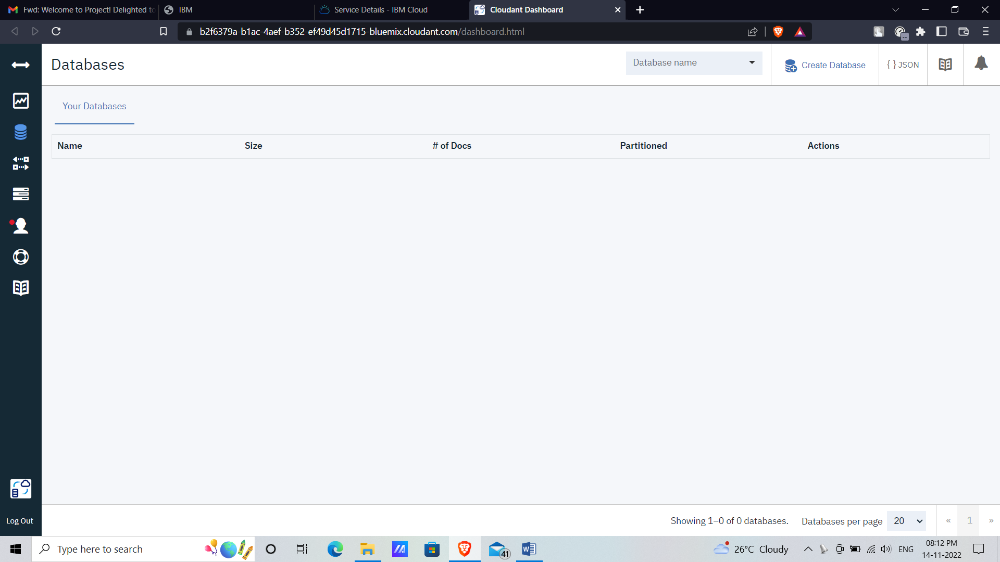 Fwd: Welcome to Project! Delighted to
IBM
Service Details - IBM Cloud
Cloudant Dashboard
b2f6379a-b1ac-4aef-b352-ef49d45d1715-bluemix.cloudant.com/dashboard.html
Databases
Database name
Create Database
{ } JSON
Your Databases
Name Size # of Docs Partitioned Actions
Log Out
Showing 1–0 of 0 databases.
Databases per page 20
« 1 »
Type here to search
41
26°C Cloudy
ENG
08:12 PM
14-11-2022